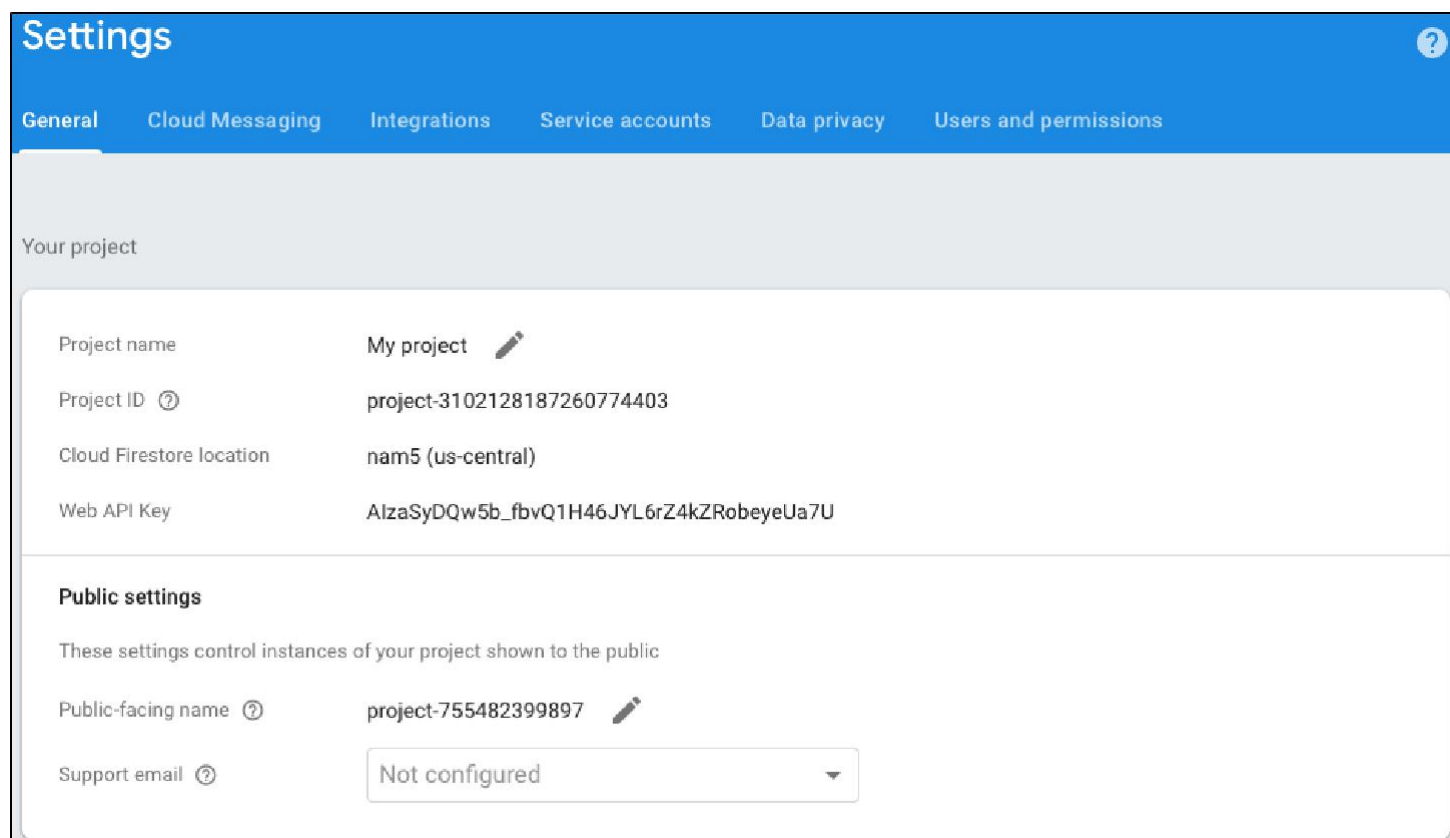 Settings
General Cloud Messaging Integrations Service accounts Data privacy Users and permissions
Your project
Project name My project
Project ID project-3102128187260774403
Cloud Firestore location nam5 (us-central)
Web API Key AIzaSyDQw5b_fbvQ1H46JYL6rZ4kZRobeyeUa7U
Public settings
These settings control instances of your project shown to the public
Public-facing name project-755482399897
Support email Not configured